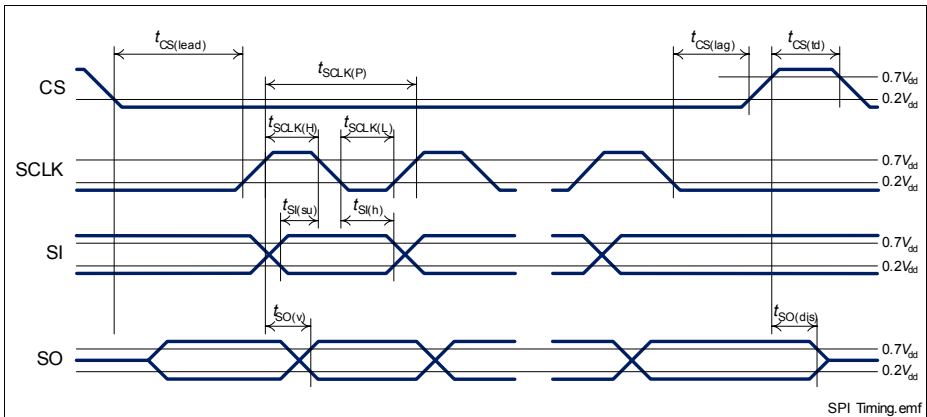 tCS(lead)
tCS(lag)
tCS(td)
CS
tSCLK(P)
0.7Vdd
0.2Vdd
tSCLK(H)
tSCLK(L)
SCLK
0.7Vdd
0.2Vdd
tSI(su)
tSI(h)
SI
0.7Vdd
0.2Vdd
tSO(v)
tSO(dis)
SO
0.7Vdd
0.2Vdd
SPI Timing.emf